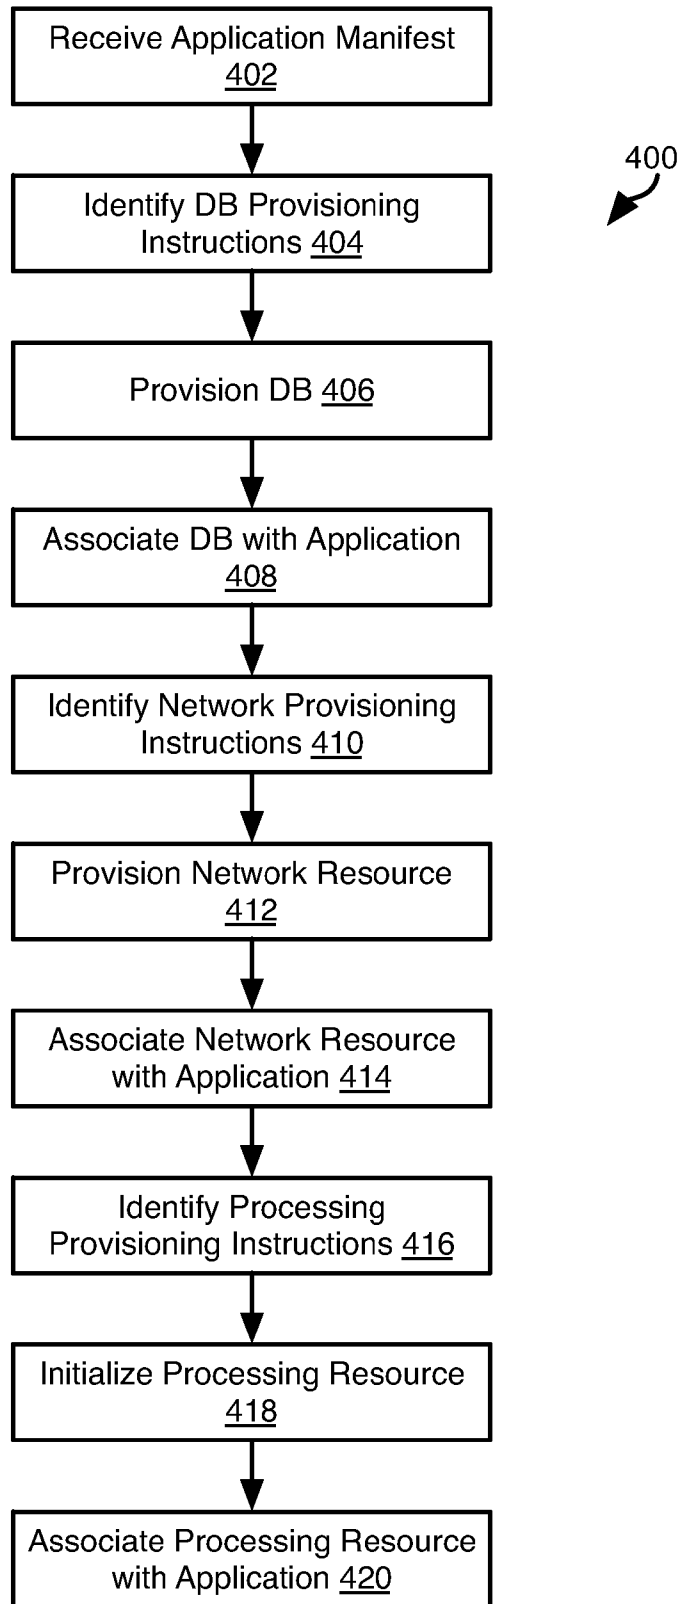 Receive Application Manifest
402
400
Identify DB Provisioning
Instructions 404
Provision DB 406
Associate DB with Application
408
Identify Network Provisioning
Instructions 410
Provision Network Resource
412
Associate Network Resource
with Application 414
Identify Processing
Provisioning Instructions 416
Initialize Processing Resource
418
Associate Processing Resource
with Application 420